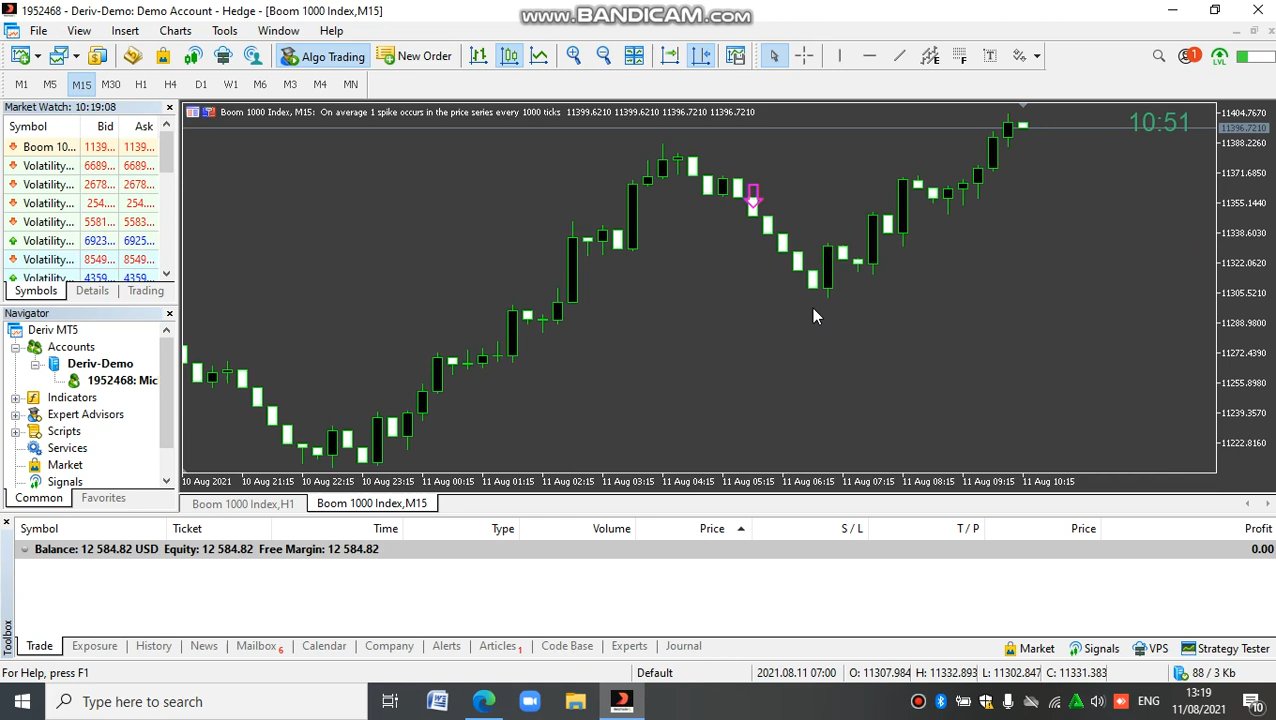 1952468 - Deriv-Demo: Demo Account - Hedge - [Boom 1000 Index,M15]
www.BANDICAM.com
File View Insert Charts Tools Window Help
Algo Trading New Order 1 LVL
M1 M5 M15 M30 H1 H4 D1 W1 M2 M3 M4 MN
Market Watch: 10:19:08
Symbol Bid Ask
Boom 10... 1139... 1139...
Volatility... 6689... 6689...
Volatility... 2678... 2678...
Volatility... 254.... 254....
Volatility... 5581... 5583...
Volatility... 6923... 6925...
Volatility... 8549... 8549...
Volatility... 4359... 4359...
Symbols Details Trading
Navigator
Deriv MT5
Accounts
Deriv-Demo
1952468: Mic
Indicators
Expert Advisors
Scripts
Services
Market
Signals
Common Favorites
Boom 1000 Index, M15: On average 1 spike occurs in the price series every 1000 ticks 11399.6210 11399.6210 11396.7210 11396.7210
10:51
11404.7670
11396.7210
11388.2260
11371.6850
11355.1440
11338.6030
11322.0620
11305.5210
11288.9800
11272.4390
11255.8980
11239.3570
11222.8160
10 Aug 2021 10 Aug 21:15 10 Aug 22:15 10 Aug 23:15 11 Aug 00:15 11 Aug 01:15 11 Aug 02:15 11 Aug 03:15 11 Aug 04:15 11 Aug 05:15 11 Aug 06:15 11 Aug 07:15 11 Aug 08:15 11 Aug 09:15 11 Aug 10:15
Boom 1000 Index,H1 Boom 1000 Index,M15
Symbol Ticket Time Type Volume Price S / L T / P Price Profit
Balance: 12 584.82 USD Equity: 12 584.82 Free Margin: 12 584.82 0.00
Toolbox
Trade Exposure History News Mailbox 6 Calendar Company Alerts Articles 1 Code Base Experts Journal
Market Signals VPS Strategy Tester
For Help, press F1 Default 2021.08.11 07:00 O: 11307.984 H: 11332.893 L: 11302.847 C: 11331.383 88 / 3 Kb
Type here to search
ENG
13:19
11/08/2021
10